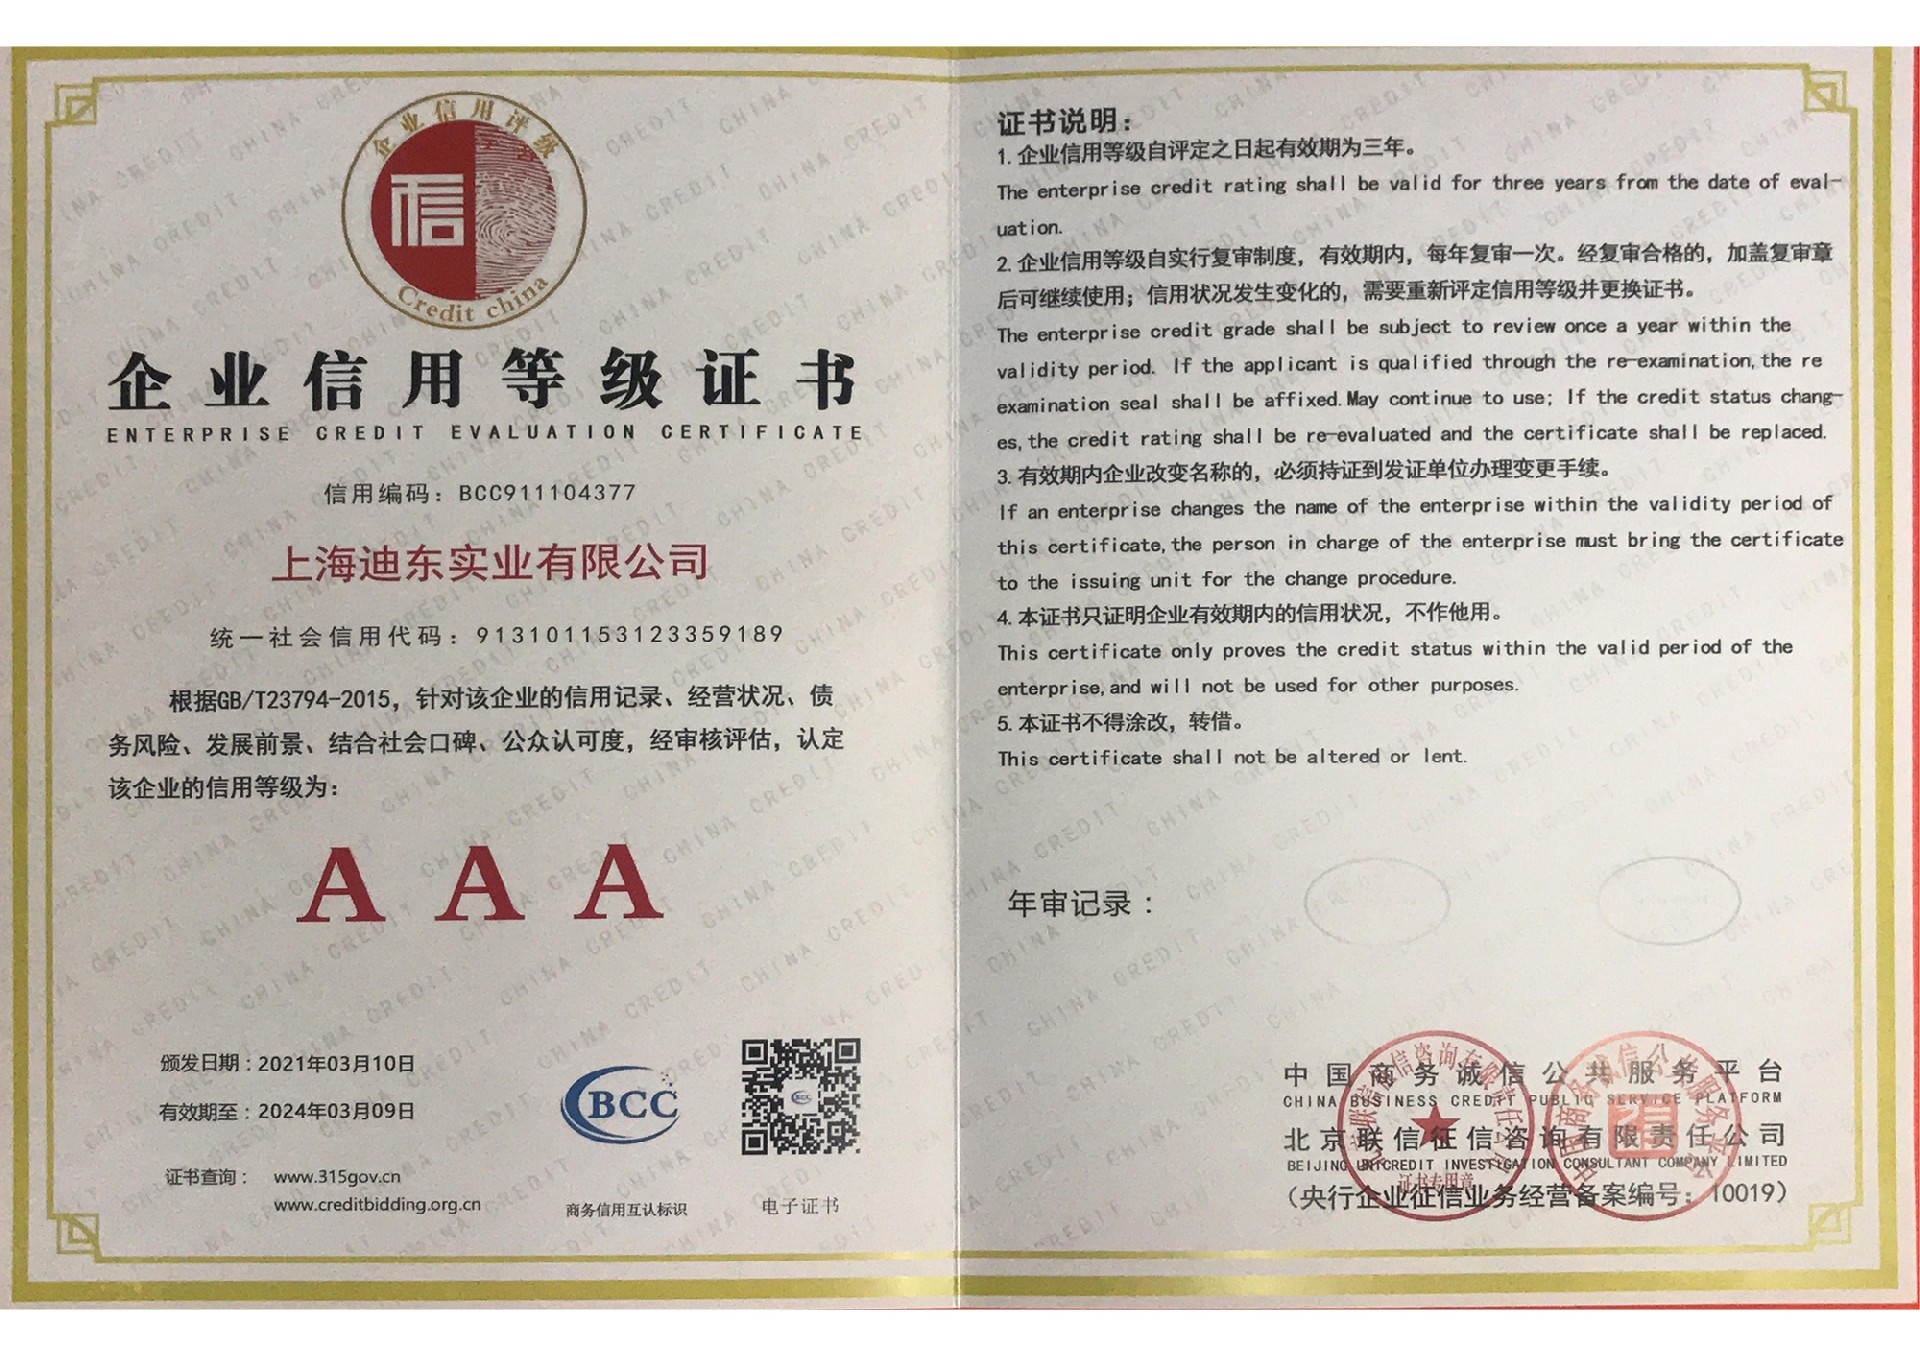 企业信用评级
Credit china
企业信用等级证书
ENTERPRISE CREDIT EVALUATION CERTIFICATE
信用编码：BCC911104377
上海迪东实业有限公司
统一社会信用代码：913101153123359189
根据GB/T23794-2015，针对该企业的信用记录、经营状况、债
务风险、发展前景、结合社会口碑、公众认可度，经审核评估，认定
该企业的信用等级为：
AAA
颁发日期：2021年03月10日
有效期至：2024年03月09日
证书查询： www.315gov.cn
www.creditbidding.org.cn
BCC
商务信用互认标识
电子证书
证书说明：
1. 企业信用等级自评定之日起有效期为三年。
The enterprise credit rating shall be valid for three years from the date of eval-
uation.
2. 企业信用等级自实行复审制度，有效期内，每年复审一次。经复审合格的，加盖复审章
后可继续使用；信用状况发生变化的，需要重新评定信用等级并更换证书。
The enterprise credit grade shall be subject to review once a year within the
validity period. If the applicant is qualified through the re-examination,the re
examination seal shall be affixed.May continue to use; If the credit status chang-
es,the credit rating shall be re-evaluated and the certificate shall be replaced.
3. 有效期内企业改变名称的，必须持证到发证单位办理变更手续。
If an enterprise changes the name of the enterprise within the validity period of
this certificate,the person in charge of the enterprise must bring the certificate
to the issuing unit for the change procedure.
4. 本证书只证明企业有效期内的信用状况，不作他用。
This certificate only proves the credit status within the valid period of the
enterprise,and will not be used for other purposes.
5. 本证书不得涂改，转借。
This certificate shall not be altered or lent.
年审记录：
中国商务诚信公共服务平台
CHINA BUSINESS CREDIT PUBLIC SERVICE PLATFORM
北京联信征信咨询有限责任公司
BEIJING UNICREDIT INVESTIGATION CONSULTANT COMPANY LIMITED
（央行企业征信业务经营备案编号：10019）
证书专用章